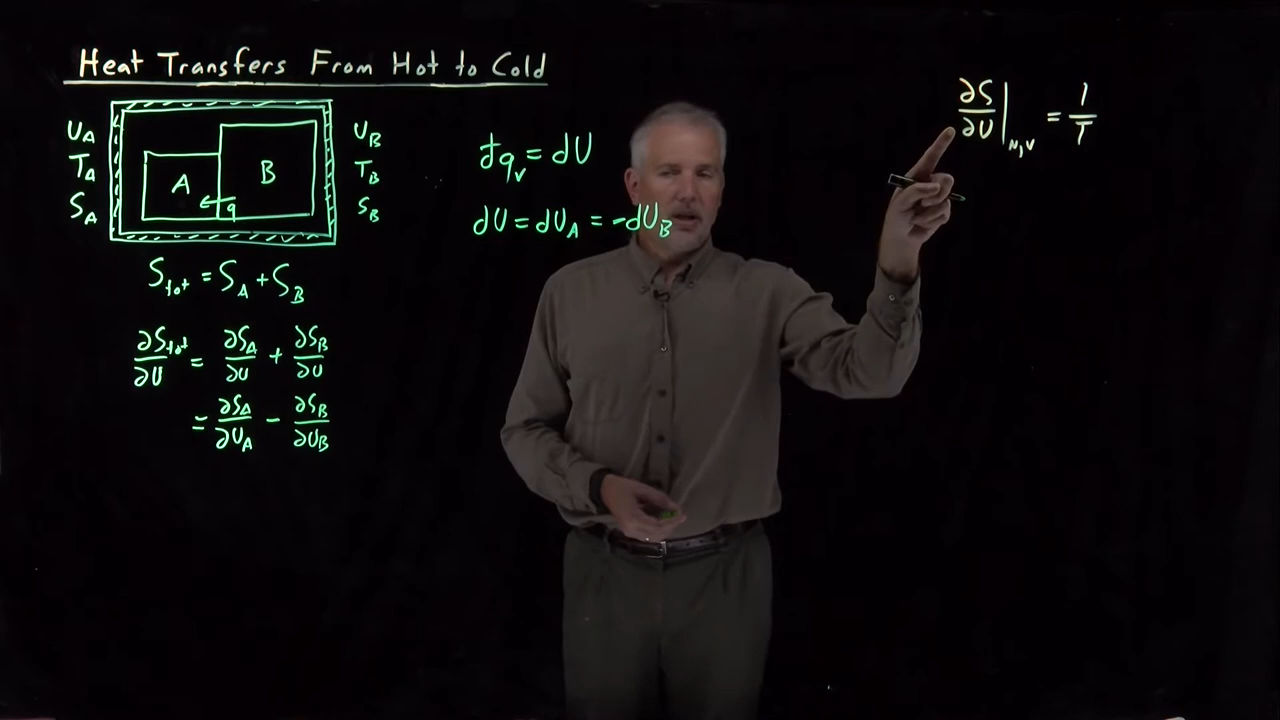 Heat Transfers From Hot to Cold
U_A
T_A
S_A
A
B
q
U_B
T_B
S_B
S_tot = S_A + S_B
∂S_tot/∂U = ∂S_A/∂U + ∂S_B/∂U
= ∂S_A/∂U_A - ∂S_B/∂U_B
đq_v = dU
dU = dU_A = -dU_B
∂S/∂U|_N,V = 1/T